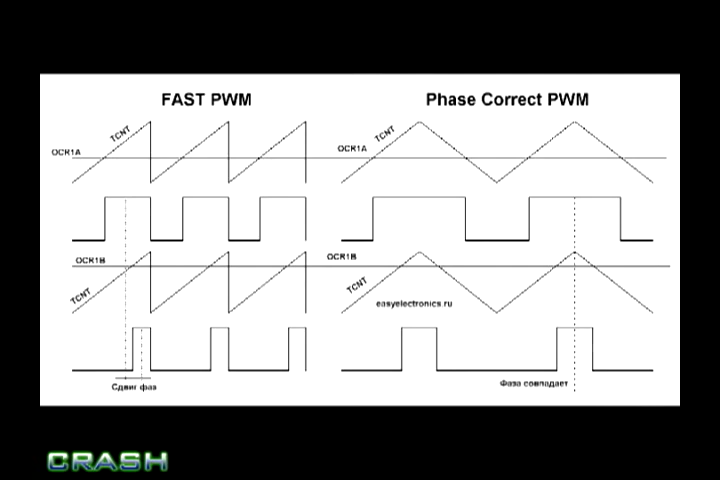 FAST PWM
Phase Correct PWM
TCNT
TCNT
OCR1A
OCR1A
OCR1B
OCR1B
TCNT
TCNT
easyelectronics.ru
Сдвиг фаз
Фаза совпадает
CRASH